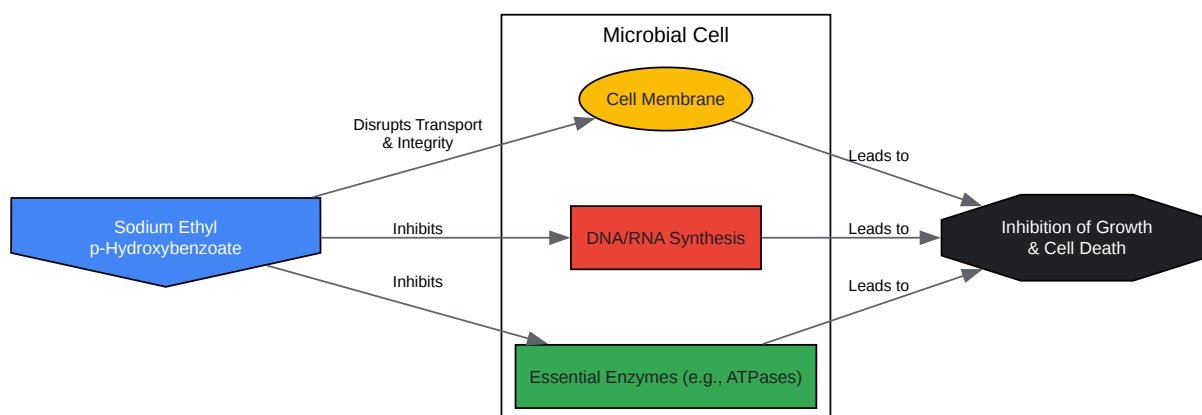 Microbial Cell
Cell Membrane
Disrupts Transport
& Integrity
Leads to
Sodium Ethyl
p-Hydroxybenzoate
Inhibits
DNA/RNA Synthesis
Leads to
Inhibition of Growth
& Cell Death
Inhibits
Leads to
Essential Enzymes (e.g., ATPases)